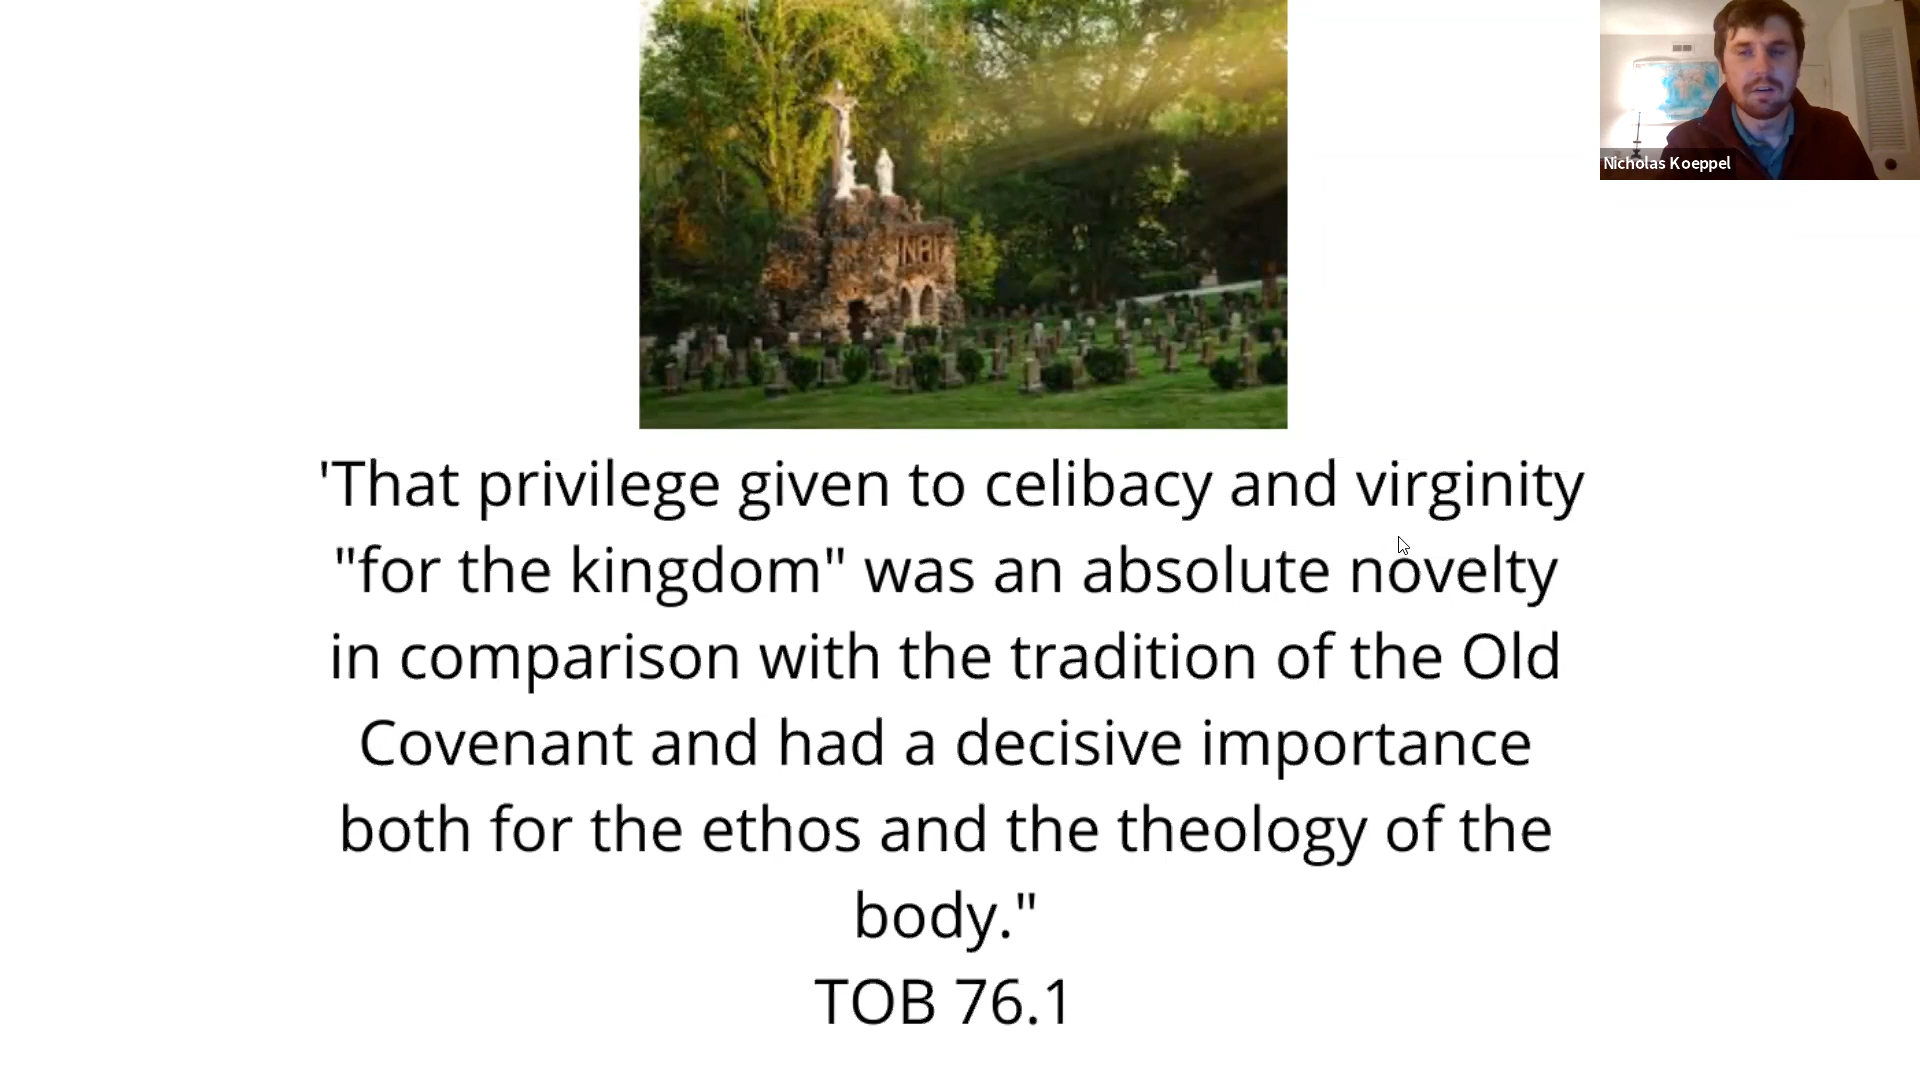 INRI
Nicholas Koeppel
'That privilege given to celibacy and virginity
"for the kingdom" was an absolute novelty
in comparison with the tradition of the Old
Covenant and had a decisive importance
both for the ethos and the theology of the
body."
TOB 76.1